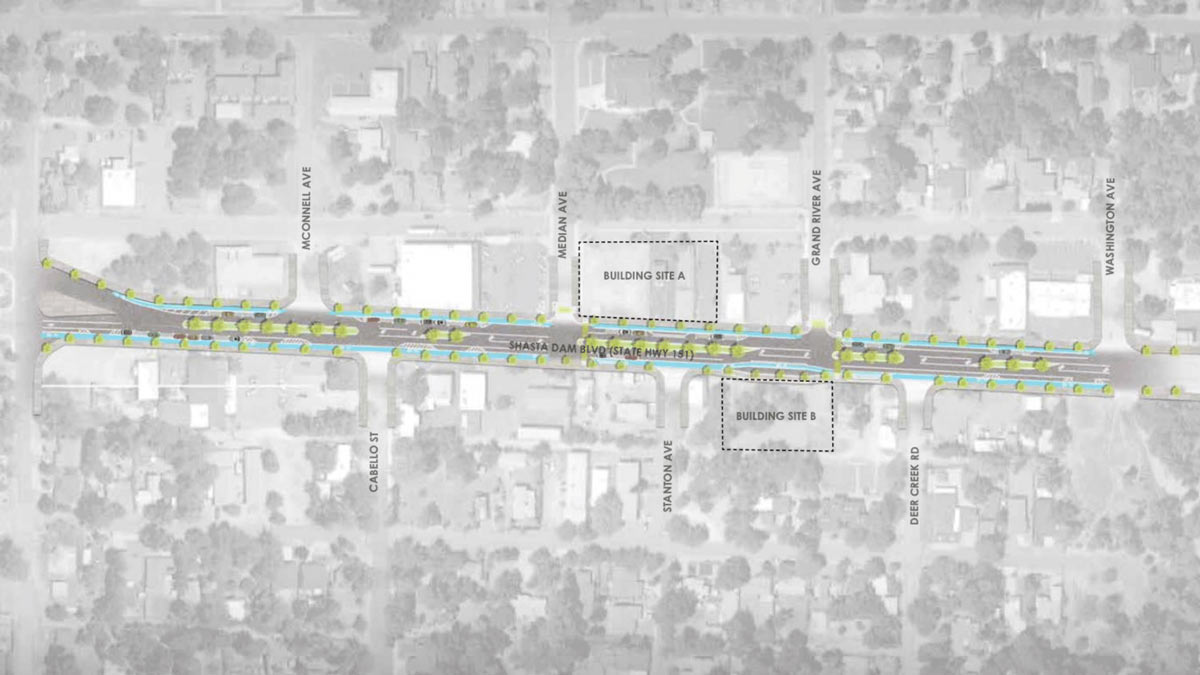 MCONNELL AVE
MEDIAN AVE
GRAND RIVER AVE
WASHINGTON AVE
BUILDING SITE A
SHASTA DAM BLVD (STATE HWY 151)
BUILDING SITE B
CABELLO ST
STANTON AVE
DEER CREEK RD